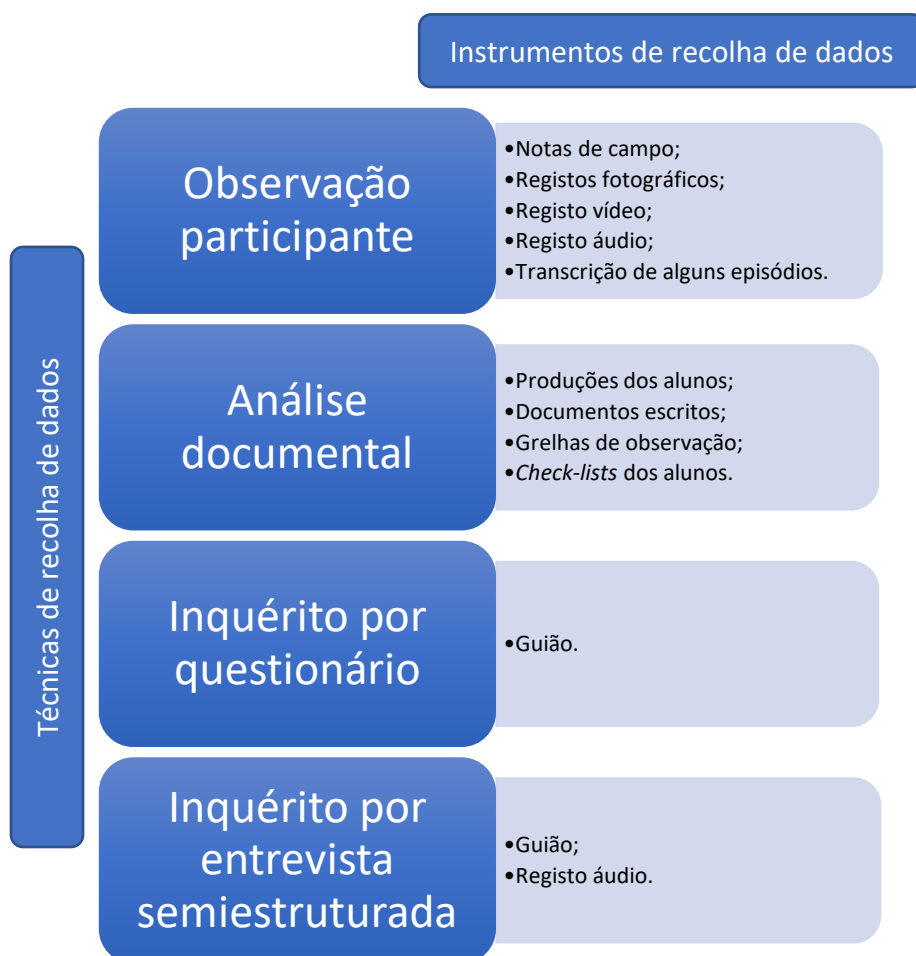 Instrumentos de recolha de dados
Técnicas de recolha de dados
Observação
participante
•Notas de campo;
•Registos fotográficos;
•Registo vídeo;
•Registo áudio;
•Transcrição de alguns episódios.
Análise
documental
•Produções dos alunos;
•Documentos escritos;
•Grelhas de observação;
•Check-lists dos alunos.
Inquérito por
questionário
•Guião.
Inquérito por
entrevista
semiestruturada
•Guião;
•Registo áudio.